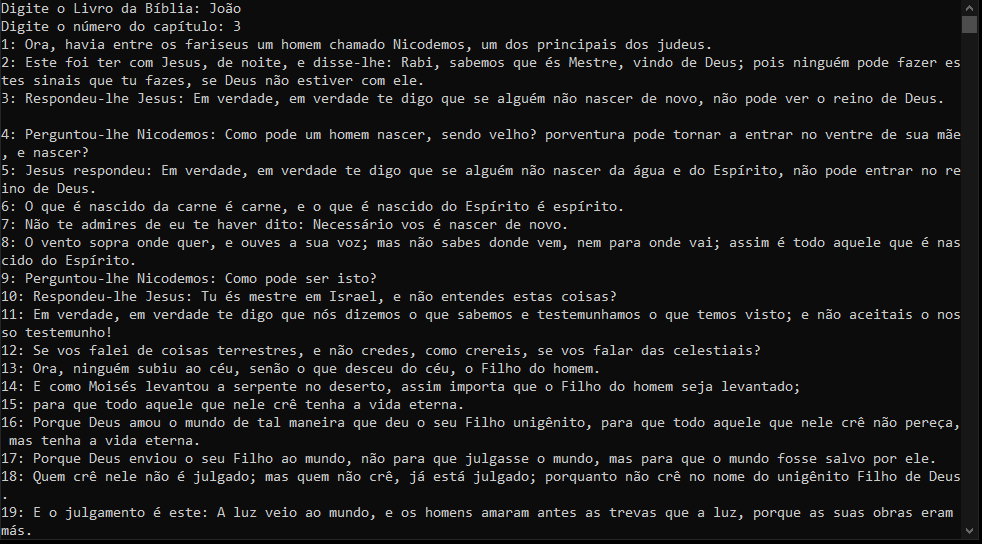 Digite o Livro da Bíblia: João
Digite o número do capítulo: 3
1: Ora, havia entre os fariseus um homem chamado Nicodemos, um dos principais dos judeus.
2: Este foi ter com Jesus, de noite, e disse-lhe: Rabi, sabemos que és Mestre, vindo de Deus; pois ninguém pode fazer es
tes sinais que tu fazes, se Deus não estiver com ele.
3: Respondeu-lhe Jesus: Em verdade, em verdade te digo que se alguém não nascer de novo, não pode ver o reino de Deus.
4: Perguntou-lhe Nicodemos: Como pode um homem nascer, sendo velho? porventura pode tornar a entrar no ventre de sua mãe
, e nascer?
5: Jesus respondeu: Em verdade, em verdade te digo que se alguém não nascer da água e do Espírito, não pode entrar no re
ino de Deus.
6: O que é nascido da carne é carne, e o que é nascido do Espírito é espírito.
7: Não te admires de eu te haver dito: Necessário vos é nascer de novo.
8: O vento sopra onde quer, e ouves a sua voz; mas não sabes donde vem, nem para onde vai; assim é todo aquele que é nas
cido do Espírito.
9: Perguntou-lhe Nicodemos: Como pode ser isto?
10: Respondeu-lhe Jesus: Tu és mestre em Israel, e não entendes estas coisas?
11: Em verdade, em verdade te digo que nós dizemos o que sabemos e testemunhamos o que temos visto; e não aceitais o nos
so testemunho!
12: Se vos falei de coisas terrestres, e não credes, como crereis, se vos falar das celestiais?
13: Ora, ninguém subiu ao céu, senão o que desceu do céu, o Filho do homem.
14: E como Moisés levantou a serpente no deserto, assim importa que o Filho do homem seja levantado;
15: para que todo aquele que nele crê tenha a vida eterna.
16: Porque Deus amou o mundo de tal maneira que deu o seu Filho unigênito, para que todo aquele que nele crê não pereça,
mas tenha a vida eterna.
17: Porque Deus enviou o seu Filho ao mundo, não para que julgasse o mundo, mas para que o mundo fosse salvo por ele.
18: Quem crê nele não é julgado; mas quem não crê, já está julgado; porquanto não crê no nome do unigênito Filho de Deus
.
19: E o julgamento é este: A luz veio ao mundo, e os homens amaram antes as trevas que a luz, porque as suas obras eram
más.